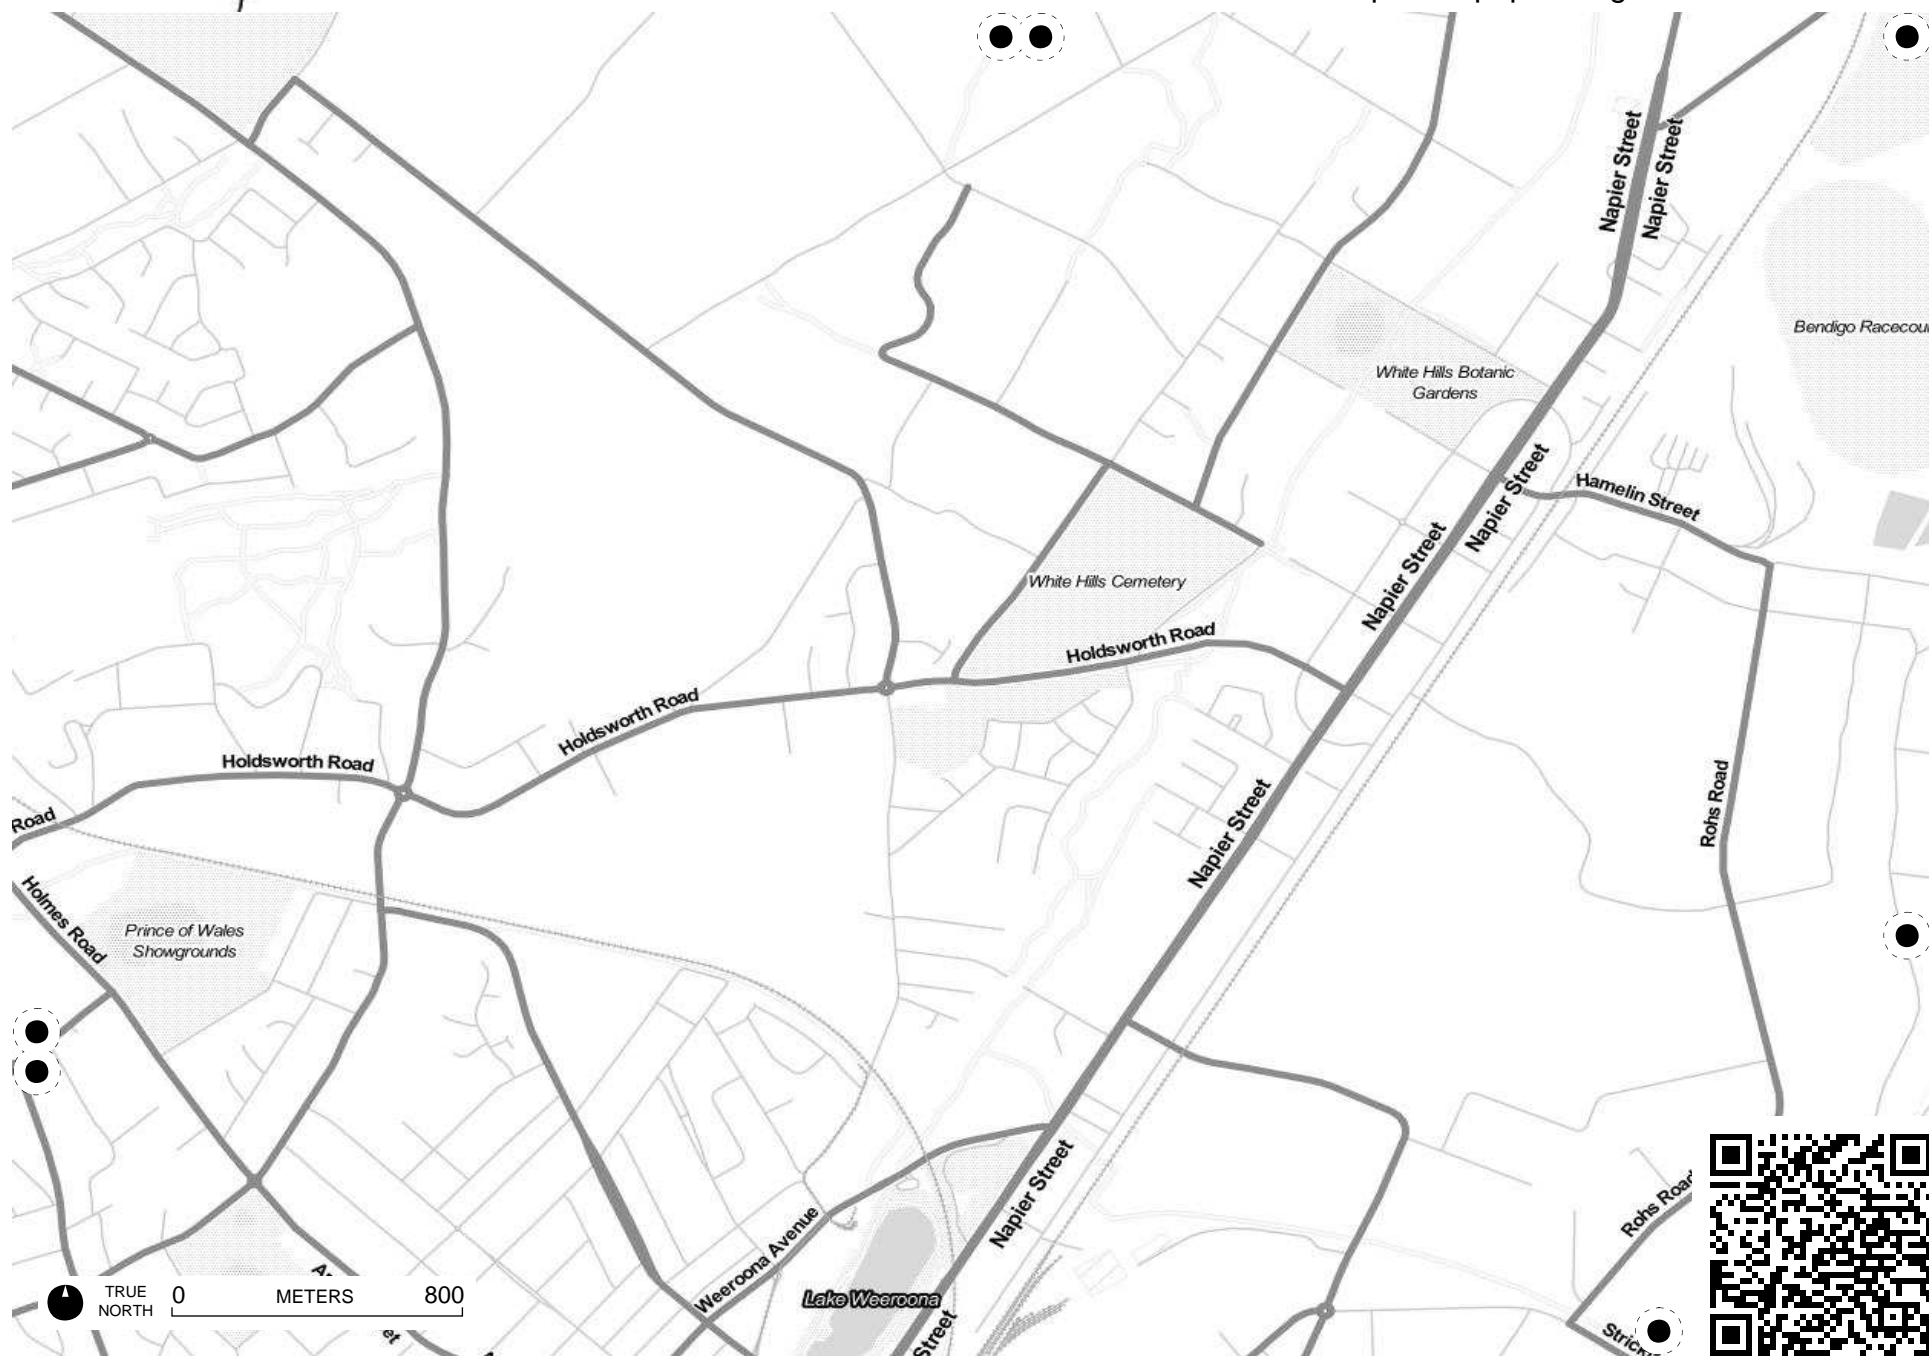 Napier Street
Napier Street
Bendigo Racecou
White Hills Botanic
Gardens
Napier Street
Hamelin Street
Napier Street
White Hills Cemetery
Holdsworth Road
Holdsworth Road
Holdsworth Road
Road
Rohs Road
Napier Street
Holmes Road
Prince of Wales
Showgrounds
Napier Street
Rohs Road
Weeroona Avenue
Lake Weeroona
Street
TRUE
NORTH
0 METERS 800